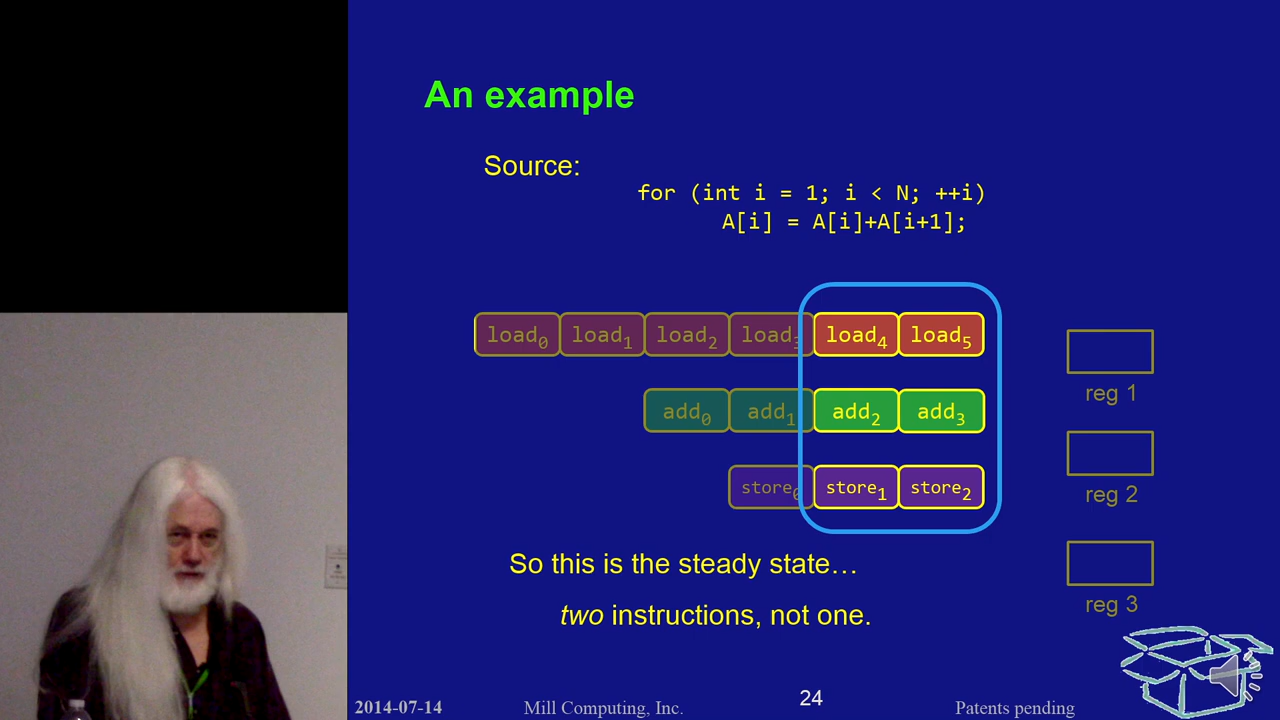 An example
Source:
for (int i = 1; i < N; ++i)
A[i] = A[i]+A[i+1];
load0 load1 load2 load3 load4 load5
add0 add1 add2 add3
store0 store1 store2
reg 1
reg 2
reg 3
So this is the steady state…
two instructions, not one.
2014-07-14 Mill Computing, Inc. 24 Patents pending